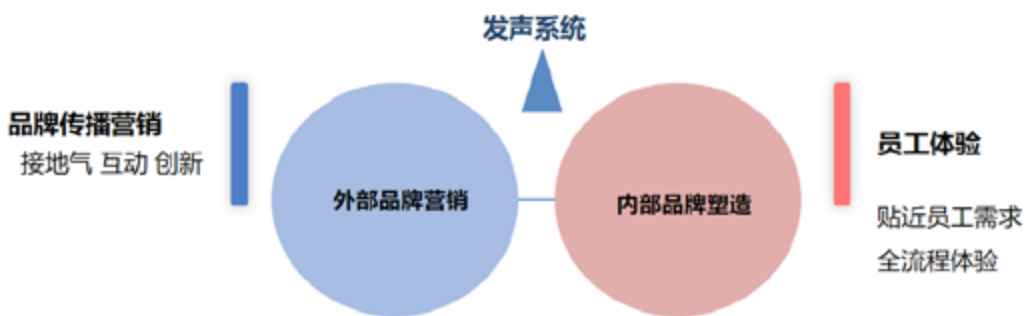 发声系统
品牌传播营销
接地气 互动 创新
外部品牌营销
内部品牌塑造
员工体验
贴近员工需求
全流程体验